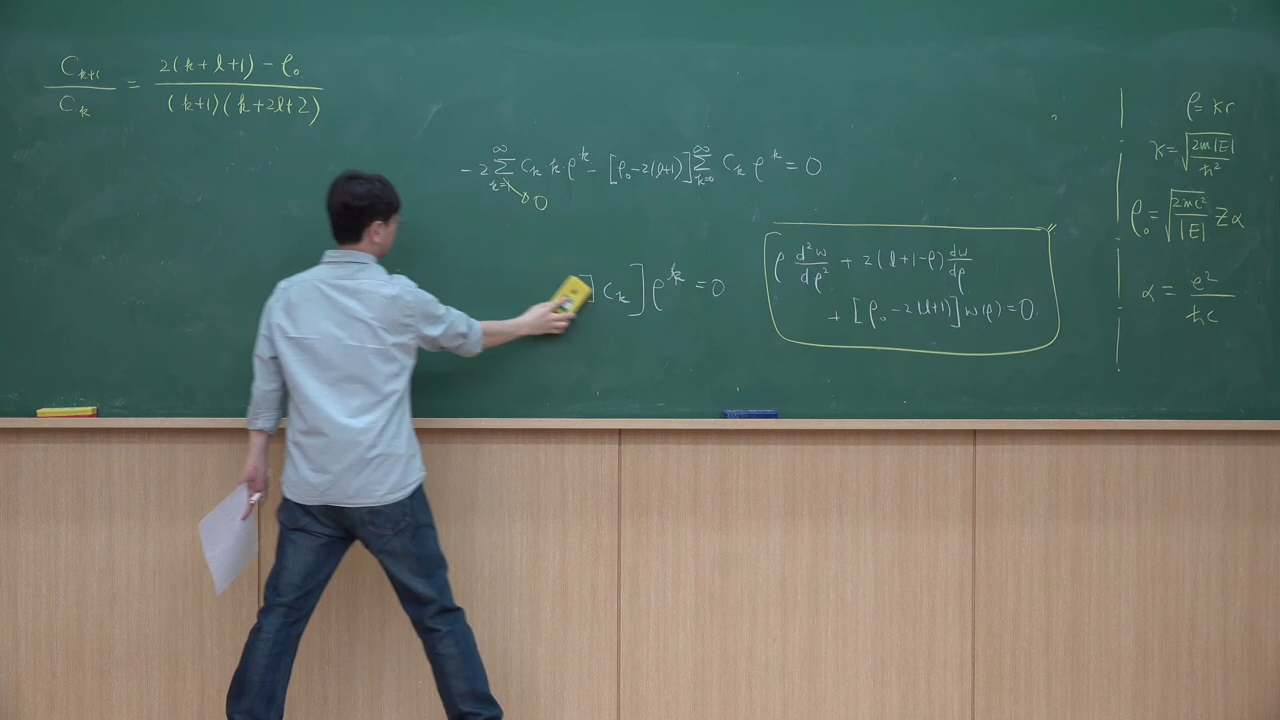 C_{k+1} / C_k = (2(k+l+1) - ρ₀) / ((k+1)(k+2l+2))
-2 ∑_{k=1}^{∞} C_k · k · ρ^k - [ρ₀-2(l+1)] ∑_{k=0}^{∞} C_k ρ^k = 0
0
] C_k ] ρ^k = 0
ρ d²w/dρ² + 2(l+1-ρ) dw/dρ
+ [ρ₀ - 2(l+1)] w(ρ) = 0
ρ = κr
κ = √(2m|E| / ħ²)
ρ₀ = √(2mc² / |E|) Zα
α = e² / ħc